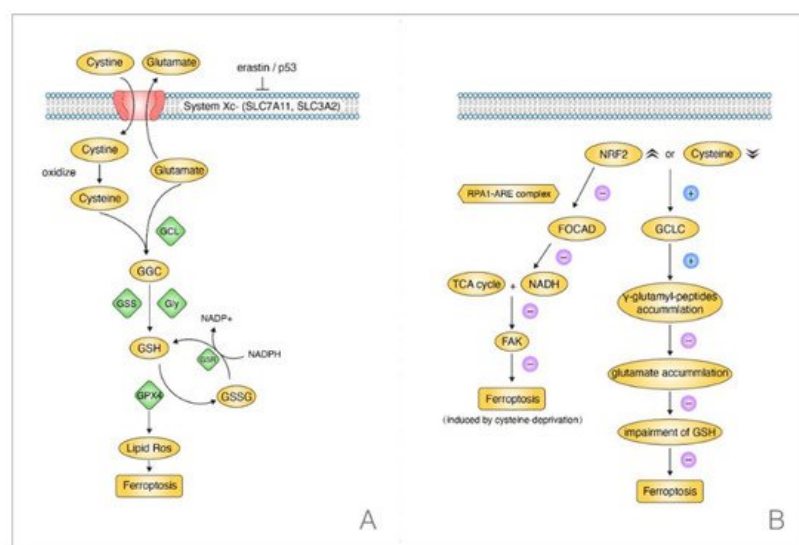 Cystine
Glutamate
erastin / p53
System Xc- (SLC7A11, SLC3A2)
Cystine
oxidize
Glutamate
Cysteine
GCL
GGC
GSS
Gly
NADP+
GSH
GSR
NADPH
GPX4
GSSG
Lipid Ros
Ferroptosis
A
NRF2
or
Cysteine
RPA1-ARE complex
−
+
FOCAD
GCLC
−
+
TCA cycle
+
NADH
γ-glutamyl-peptides
accummlation
−
−
FAK
glutamate accummlation
−
−
Ferroptosis
(induced by cysteine-deprivation)
impairment of GSH
−
Ferroptosis
B